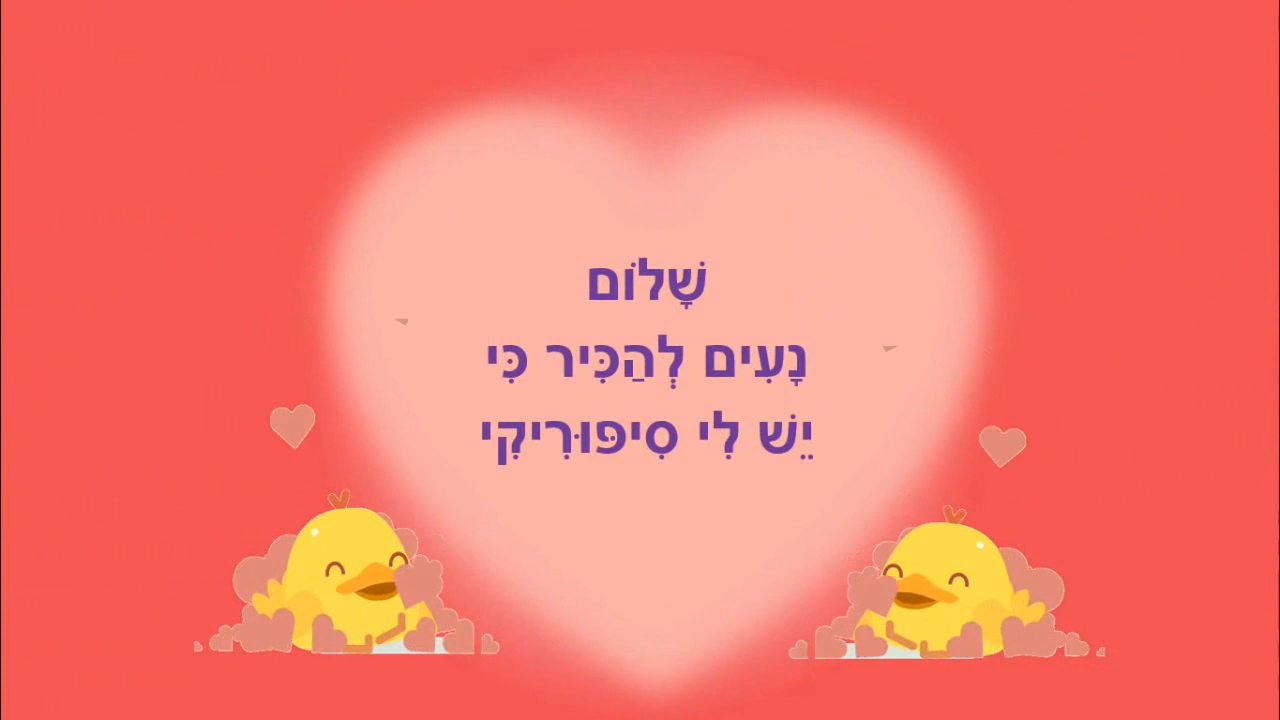 שָׁלוֹם
נָעִים לְהַכִּיר כִּי
יֵשׁ לִי סִיפּוּרִיקִי